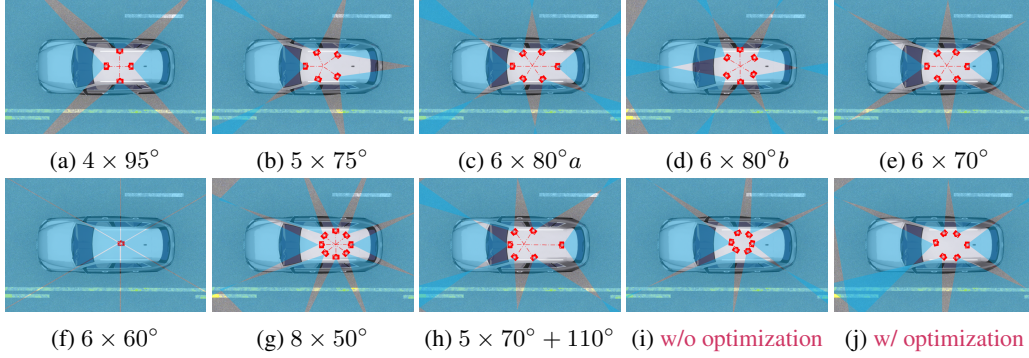 (a) 4 × 95° (b) 5 × 75° (c) 6 × 80°a (d) 6 × 80°b (e) 6 × 70°
(f) 6 × 60° (g) 8 × 50° (h) 5 × 70° + 110° (i) w/o optimization (j) w/ optimization